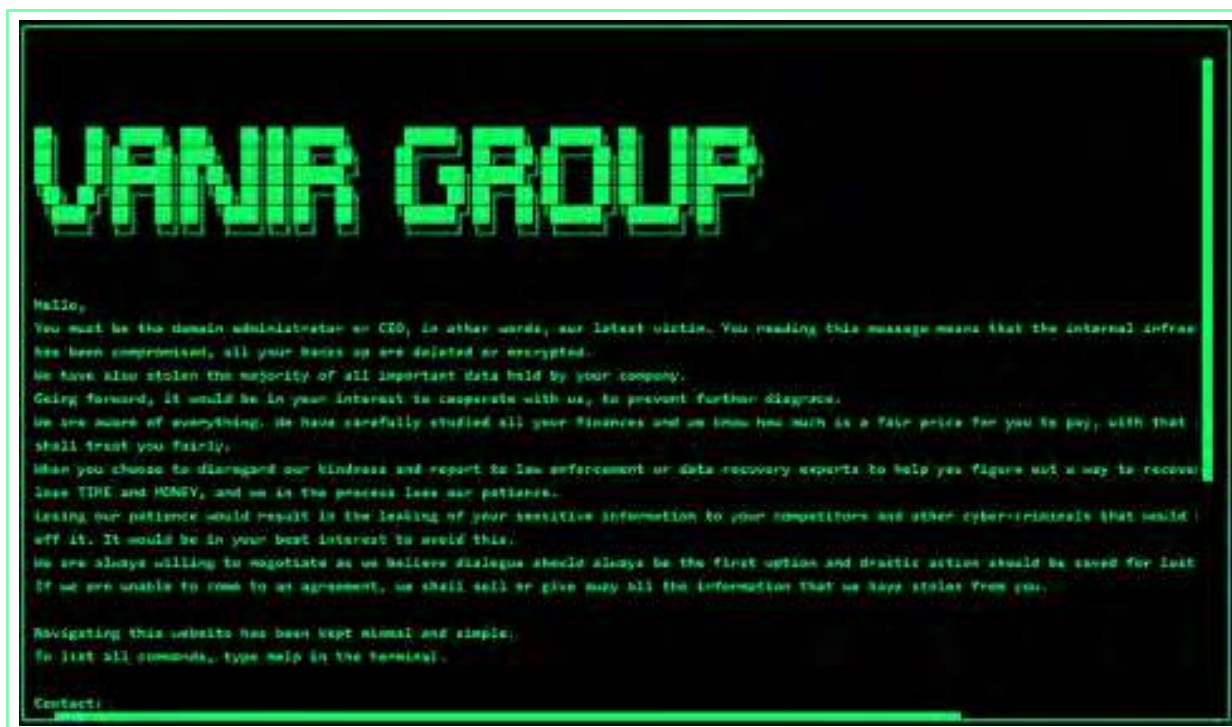 VANIR GROUP
Hello,
You must be the domain administrator or CEO, in other words, our latest victim. You reading this message means that the internal infras
has been compromised, all your backs up are deleted or encrypted.
We have also stolen the majority of all important data held by your company.
Going forward, it would be in your interest to cooperate with us, to prevent further disgrace.
We are aware of everything. We have carefully studied all your finances and we know how much is a fair price for you to pay, with that
shall treat you fairly.
When you choose to disregard our kindness and report to law enforcement or data recovery experts to help you figure out a way to recover
lose TIME and MONEY, and we in the process lose our patience.
Losing our patience would result in the leaking of your sensitive information to your competitors and other cyber-criminals that would
off it. It would be in your best interest to avoid this.
We are always willing to negotiate as we believe dialogue should always be the first option and drastic action should be saved for last
If we are unable to come to an agreement, we shall sell or give away all the information that we have stolen from you.
Navigating this website has been kept minmal and simple.
To list all commands, type help in the terminal.
Contact: